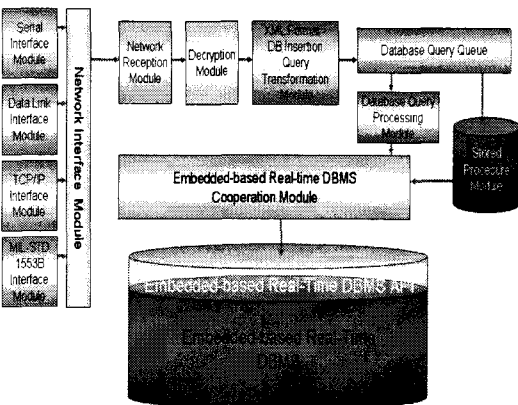 Serial
Interface
Module
Data Link
Interface
Module
TCP/IP
Interface
Module
MIL-STD
1553B
Interface
Module
Network Interface Module
Network
Reception
Module
Decryption
Module
DB Insertion
Query
Transformation
Module
Database Query Queue
Database Query
Processing
Module
Stored
Procedure
Module
Embedded-based Real-time DBMS
Cooperation Module
Embedded-based Real-Time DBMS API
Embedded-based Real-Time
DBMS